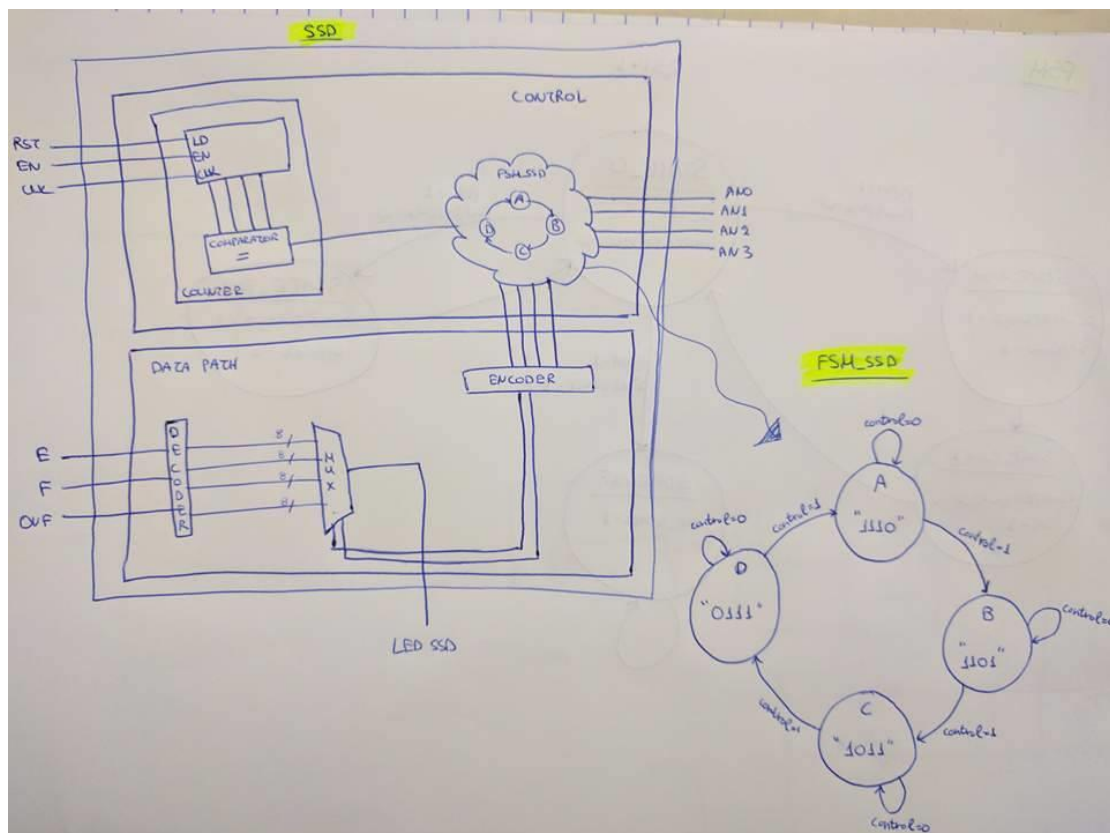 SSD
CONTROL
RST
EN
CLK
LD
EN
CLK
COMPARATOR
=
COUNTER
FSM_SSD
A
B
C
D
AN0
AN1
AN2
AN3
DATA PATH
ENCODER
E
F
OVF
DECODER
8
8
8
8
MUX
LED SSD
FSM_SSD
control=0
A
"1110"
control=1
control=0
B
"1101"
control=1
C
"1011"
control=0
control=1
D
"0111"
control=0
control=1